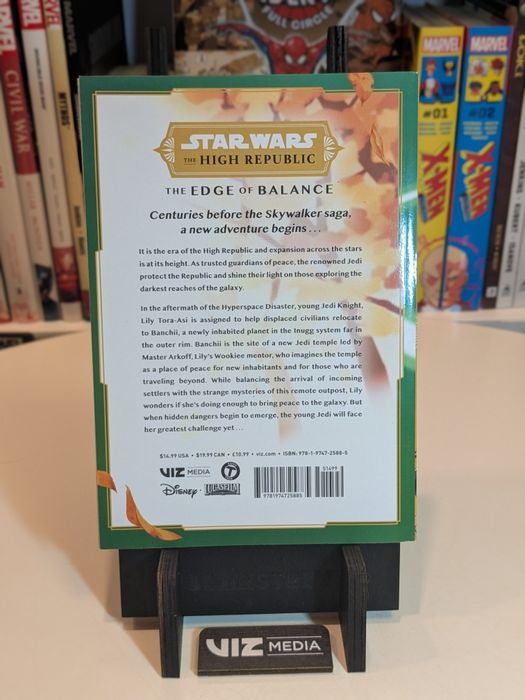 FULL CIRCLE
MARVEL
CIVIL WAR
MYTHOS
MARVEL
#01
X-MEN
MARVEL
#02
X-MEN
STAR WARS
THE HIGH REPUBLIC
THE EDGE OF BALANCE
Centuries before the Skywalker saga,
a new adventure begins...
It is the era of the High Republic and expansion across the stars
is at its height. As trusted guardians of peace, the renowned Jedi
protect the Republic and shine their light on those exploring the
darkest reaches of the galaxy.
In the aftermath of the Hyperspace Disaster, young Jedi Knight,
Lily Tora-Asi is assigned to help displaced civilians relocate
to Banchii, a newly inhabited planet in the Inugg system far in
the outer rim. Banchii is the site of a new Jedi temple led by
Master Arkoff, Lily's Wookiee mentor, who imagines the temple
as a place of peace for new inhabitants and for those who are
traveling beyond. While balancing the arrival of incoming
settlers with the strange mysteries of this remote outpost, Lily
wonders if she's doing enough to bring peace to the galaxy. But
when hidden dangers begin to emerge, the young Jedi will face
her greatest challenge yet...
$14.99 USA • $19.99 CAN • £10.99 • viz.com • ISBN: 978-1-9747-2588-5
VIZ MEDIA
T
Disney • LUCASFILM
51499
9781974725885
VIZ MEDIA